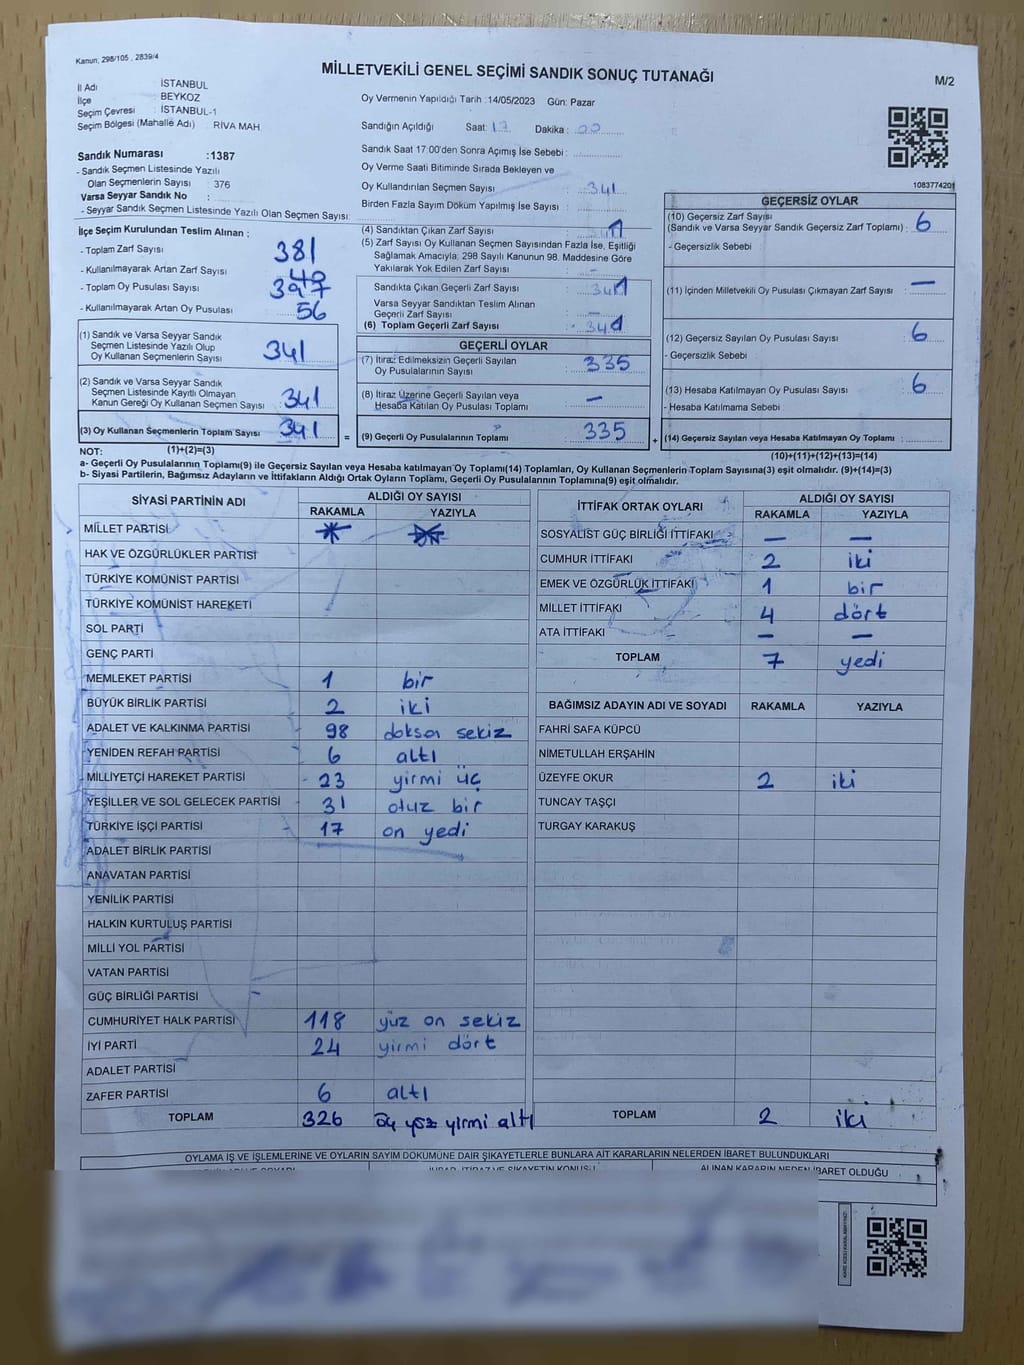 Kanun; 298/105 , 2839/4
MİLLETVEKİLİ GENEL SEÇİMİ SANDIK SONUÇ TUTANAĞI
M/2
İl Adı İSTANBUL
İlçe BEYKOZ
Seçim Çevresi İSTANBUL-1
Seçim Bölgesi (Mahalle Adı) RİVA MAH
Oy Vermenin Yapıldığı Tarih :14/05/2023 Gün: Pazar
Sandığın Açıldığı Saat: 17 Dakika : 00
Sandık Saat 17:00'den Sonra Açımış İse Sebebi :
Oy Verme Saati Bitiminde Sırada Bekleyen ve
Oy Kullandırılan Seçmen Sayısı : 341
Birden Fazla Sayım Döküm Yapılmış İse Sayısı :
1083774201
Sandık Numarası :1387
- Sandık Seçmen Listesinde Yazılı
Olan Seçmenlerin Sayısı : 376
Varsa Seyyar Sandık No :
- Seyyar Sandık Seçmen Listesinde Yazılı Olan Seçmen Sayısı:
İlçe Seçim Kurulundan Teslim Alınan :
- Toplam Zarf Sayısı 381
- Kullanılmayarak Artan Zarf Sayısı 40
- Toplam Oy Pusulası Sayısı 397
- Kullanılmayarak Artan Oy Pusulası 56
(1) Sandık ve Varsa Seyyar Sandık
Seçmen Listesinde Yazılı Olup
Oy Kullanan Seçmenlerin Sayısı 341
(2) Sandık ve Varsa Seyyar Sandık
Seçmen Listesinde Kayıtlı Olmayan
Kanun Gereği Oy Kullanan Seçmen Sayısı 341
(3) Oy Kullanan Seçmenlerin Toplam Sayısı 341 =
(1)+(2)=(3)
(4) Sandıktan Çıkan Zarf Sayısı
(5) Zarf Sayısı Oy Kullanan Seçmen Sayısından Fazla İse, Eşitliği
Sağlamak Amacıyla; 298 Sayılı Kanunun 98. Maddesine Göre
Yakılarak Yok Edilen Zarf Sayısı : –
Sandıkta Çıkan Geçerli Zarf Sayısı : 341
Varsa Seyyar Sandıktan Teslim Alınan
Geçerli Zarf Sayısı : –
(6) Toplam Geçerli Zarf Sayısı : 341
GEÇERLİ OYLAR
(7) İtiraz Edilmeksizin Geçerli Sayılan
Oy Pusulalarının Sayısı : 335
(8) İtiraz Üzerine Geçerli Sayılan veya
Hesaba Katılan Oy Pusulası Toplamı : –
(9) Geçerli Oy Pusulalarının Toplamı : 335 +
GEÇERSİZ OYLAR
(10) Geçersiz Zarf Sayısı
(Sandık ve Varsa Seyyar Sandık Geçersiz Zarf Toplamı) : 6
- Geçersizlik Sebebi
(11) İçinden Milletvekili Oy Pusulası Çıkmayan Zarf Sayısı : –
(12) Geçersiz Sayılan Oy Pusulası Sayısı : 6
- Geçersizlik Sebebi
(13) Hesaba Katılmayan Oy Pusulası Sayısı : 6
- Hesaba Katılmama Sebebi
(14) Geçersiz Sayılan veya Hesaba Katılmayan Oy Toplamı :
(10)+(11)+(12)+(13)=(14)
NOT:
a- Geçerli Oy Pusulalarının Toplamı(9) ile Geçersiz Sayılan veya Hesaba katılmayan Oy Toplamı(14) Toplamları, Oy Kullanan Seçmenlerin Toplam Sayısına(3) eşit olmalıdır. (9)+(14)=(3)
b- Siyasi Partilerin, Bağımsız Adayların ve İttifakların Aldığı Ortak Oyların Toplamı, Geçerli Oy Pusulalarının Toplamına(9) eşit olmalıdır.
SİYASİ PARTİNİN ADI ALDIĞI OY SAYISI
RAKAMLA YAZIYLA
MİLLET PARTİSİ
HAK VE ÖZGÜRLÜKLER PARTİSİ
TÜRKİYE KOMÜNİST PARTİSİ
TÜRKİYE KOMÜNİST HAREKETİ
SOL PARTİ
GENÇ PARTİ
MEMLEKET PARTİSİ 1 bir
BÜYÜK BİRLİK PARTİSİ 2 iki
ADALET VE KALKINMA PARTİSİ 98 doksan sekiz
YENİDEN REFAH PARTİSİ 6 altı
MİLLİYETÇİ HAREKET PARTİSİ 23 yirmi üç
YEŞİLLER VE SOL GELECEK PARTİSİ 31 otuz bir
TÜRKİYE İŞÇİ PARTİSİ 17 on yedi
ADALET BİRLİK PARTİSİ
ANAVATAN PARTİSİ
YENİLİK PARTİSİ
HALKIN KURTULUŞ PARTİSİ
MİLLİ YOL PARTİSİ
VATAN PARTİSİ
GÜÇ BİRLİĞİ PARTİSİ
CUMHURİYET HALK PARTİSİ 118 yüz on sekiz
İYİ PARTİ 24 yirmi dört
ADALET PARTİSİ
ZAFER PARTİSİ 6 altı
TOPLAM 326 üç yüz yirmi altı
İTTİFAK ORTAK OYLARI ALDIĞI OY SAYISI
RAKAMLA YAZIYLA
SOSYALİST GÜÇ BİRLİĞİ İTTİFAKI – –
CUMHUR İTTİFAKI 2 iki
EMEK VE ÖZGÜRLÜK İTTİFAKI 1 bir
MİLLET İTTİFAKI 4 dört
ATA İTTİFAKI – –
TOPLAM 7 yedi
BAĞIMSIZ ADAYIN ADI VE SOYADI RAKAMLA YAZIYLA
FAHRİ SAFA KÜPCÜ
NİMETULLAH ERŞAHİN
ÜZEYFE OKUR 2 iki
TUNCAY TAŞÇI
TURGAY KARAKUŞ
TOPLAM 2 iki
OYLAMA İŞ VE İŞLEMLERİNE VE OYLARIN SAYIM DÖKÜMÜNE DAİR ŞİKAYETLERLE BUNLARA AİT KARARLARIN NELERDEN İBARET BULUNDUKLARI
ALINAN KARARIN NEDEN İBARET OLDUĞU